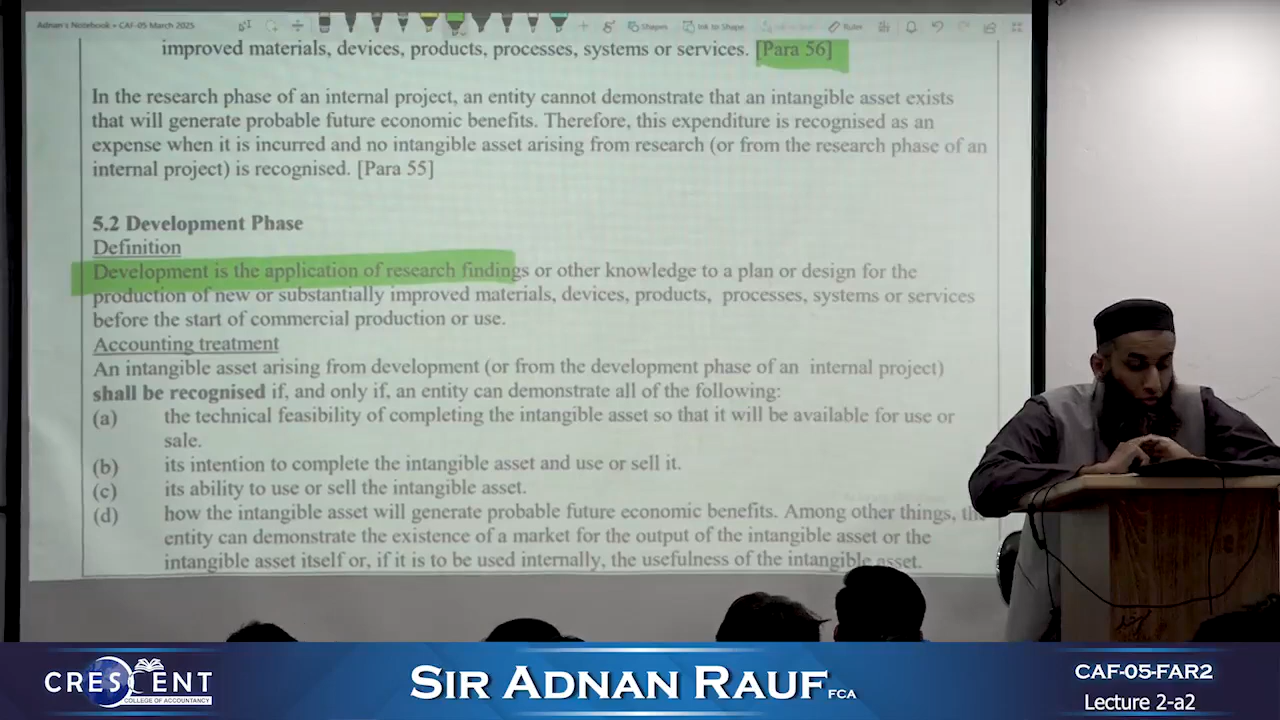 Adnan's Notebook • CAF-05 March 2025
Shapes
Ink to Shape
Ruler
improved materials, devices, products, processes, systems or services. [Para 56]
In the research phase of an internal project, an entity cannot demonstrate that an intangible asset exists
that will generate probable future economic benefits. Therefore, this expenditure is recognised as an
expense when it is incurred and no intangible asset arising from research (or from the research phase of an
internal project) is recognised. [Para 55]
5.2 Development Phase
Definition
Development is the application of research findings or other knowledge to a plan or design for the
production of new or substantially improved materials, devices, products, processes, systems or services
before the start of commercial production or use.
Accounting treatment
An intangible asset arising from development (or from the development phase of an internal project)
shall be recognised if, and only if, an entity can demonstrate all of the following:
(a) the technical feasibility of completing the intangible asset so that it will be available for use or
sale.
(b) its intention to complete the intangible asset and use or sell it.
(c) its ability to use or sell the intangible asset.
(d) how the intangible asset will generate probable future economic benefits. Among other things,
entity can demonstrate the existence of a market for the output of the intangible asset or the
intangible asset itself or, if it is to be used internally, the usefulness of the intangible asset.
CRESCENT
COLLEGE OF ACCOUNTANCY
SIR ADNAN RAUF FCA
CAF-05-FAR2
Lecture 2-a2